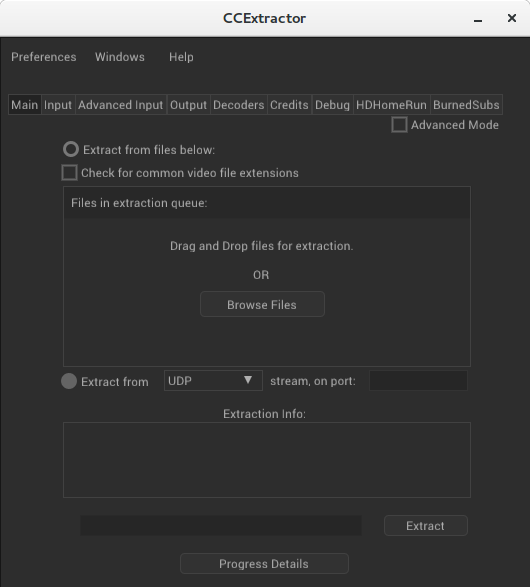 CCExtractor
Preferences Windows Help
Main Input Advanced Input Output Decoders Credits Debug HDHomeRun BurnedSubs
Advanced Mode
Extract from files below:
Check for common video file extensions
Files in extraction queue:
Drag and Drop files for extraction.
OR
Browse Files
Extract from UDP stream, on port:
Extraction Info:
Extract
Progress Details